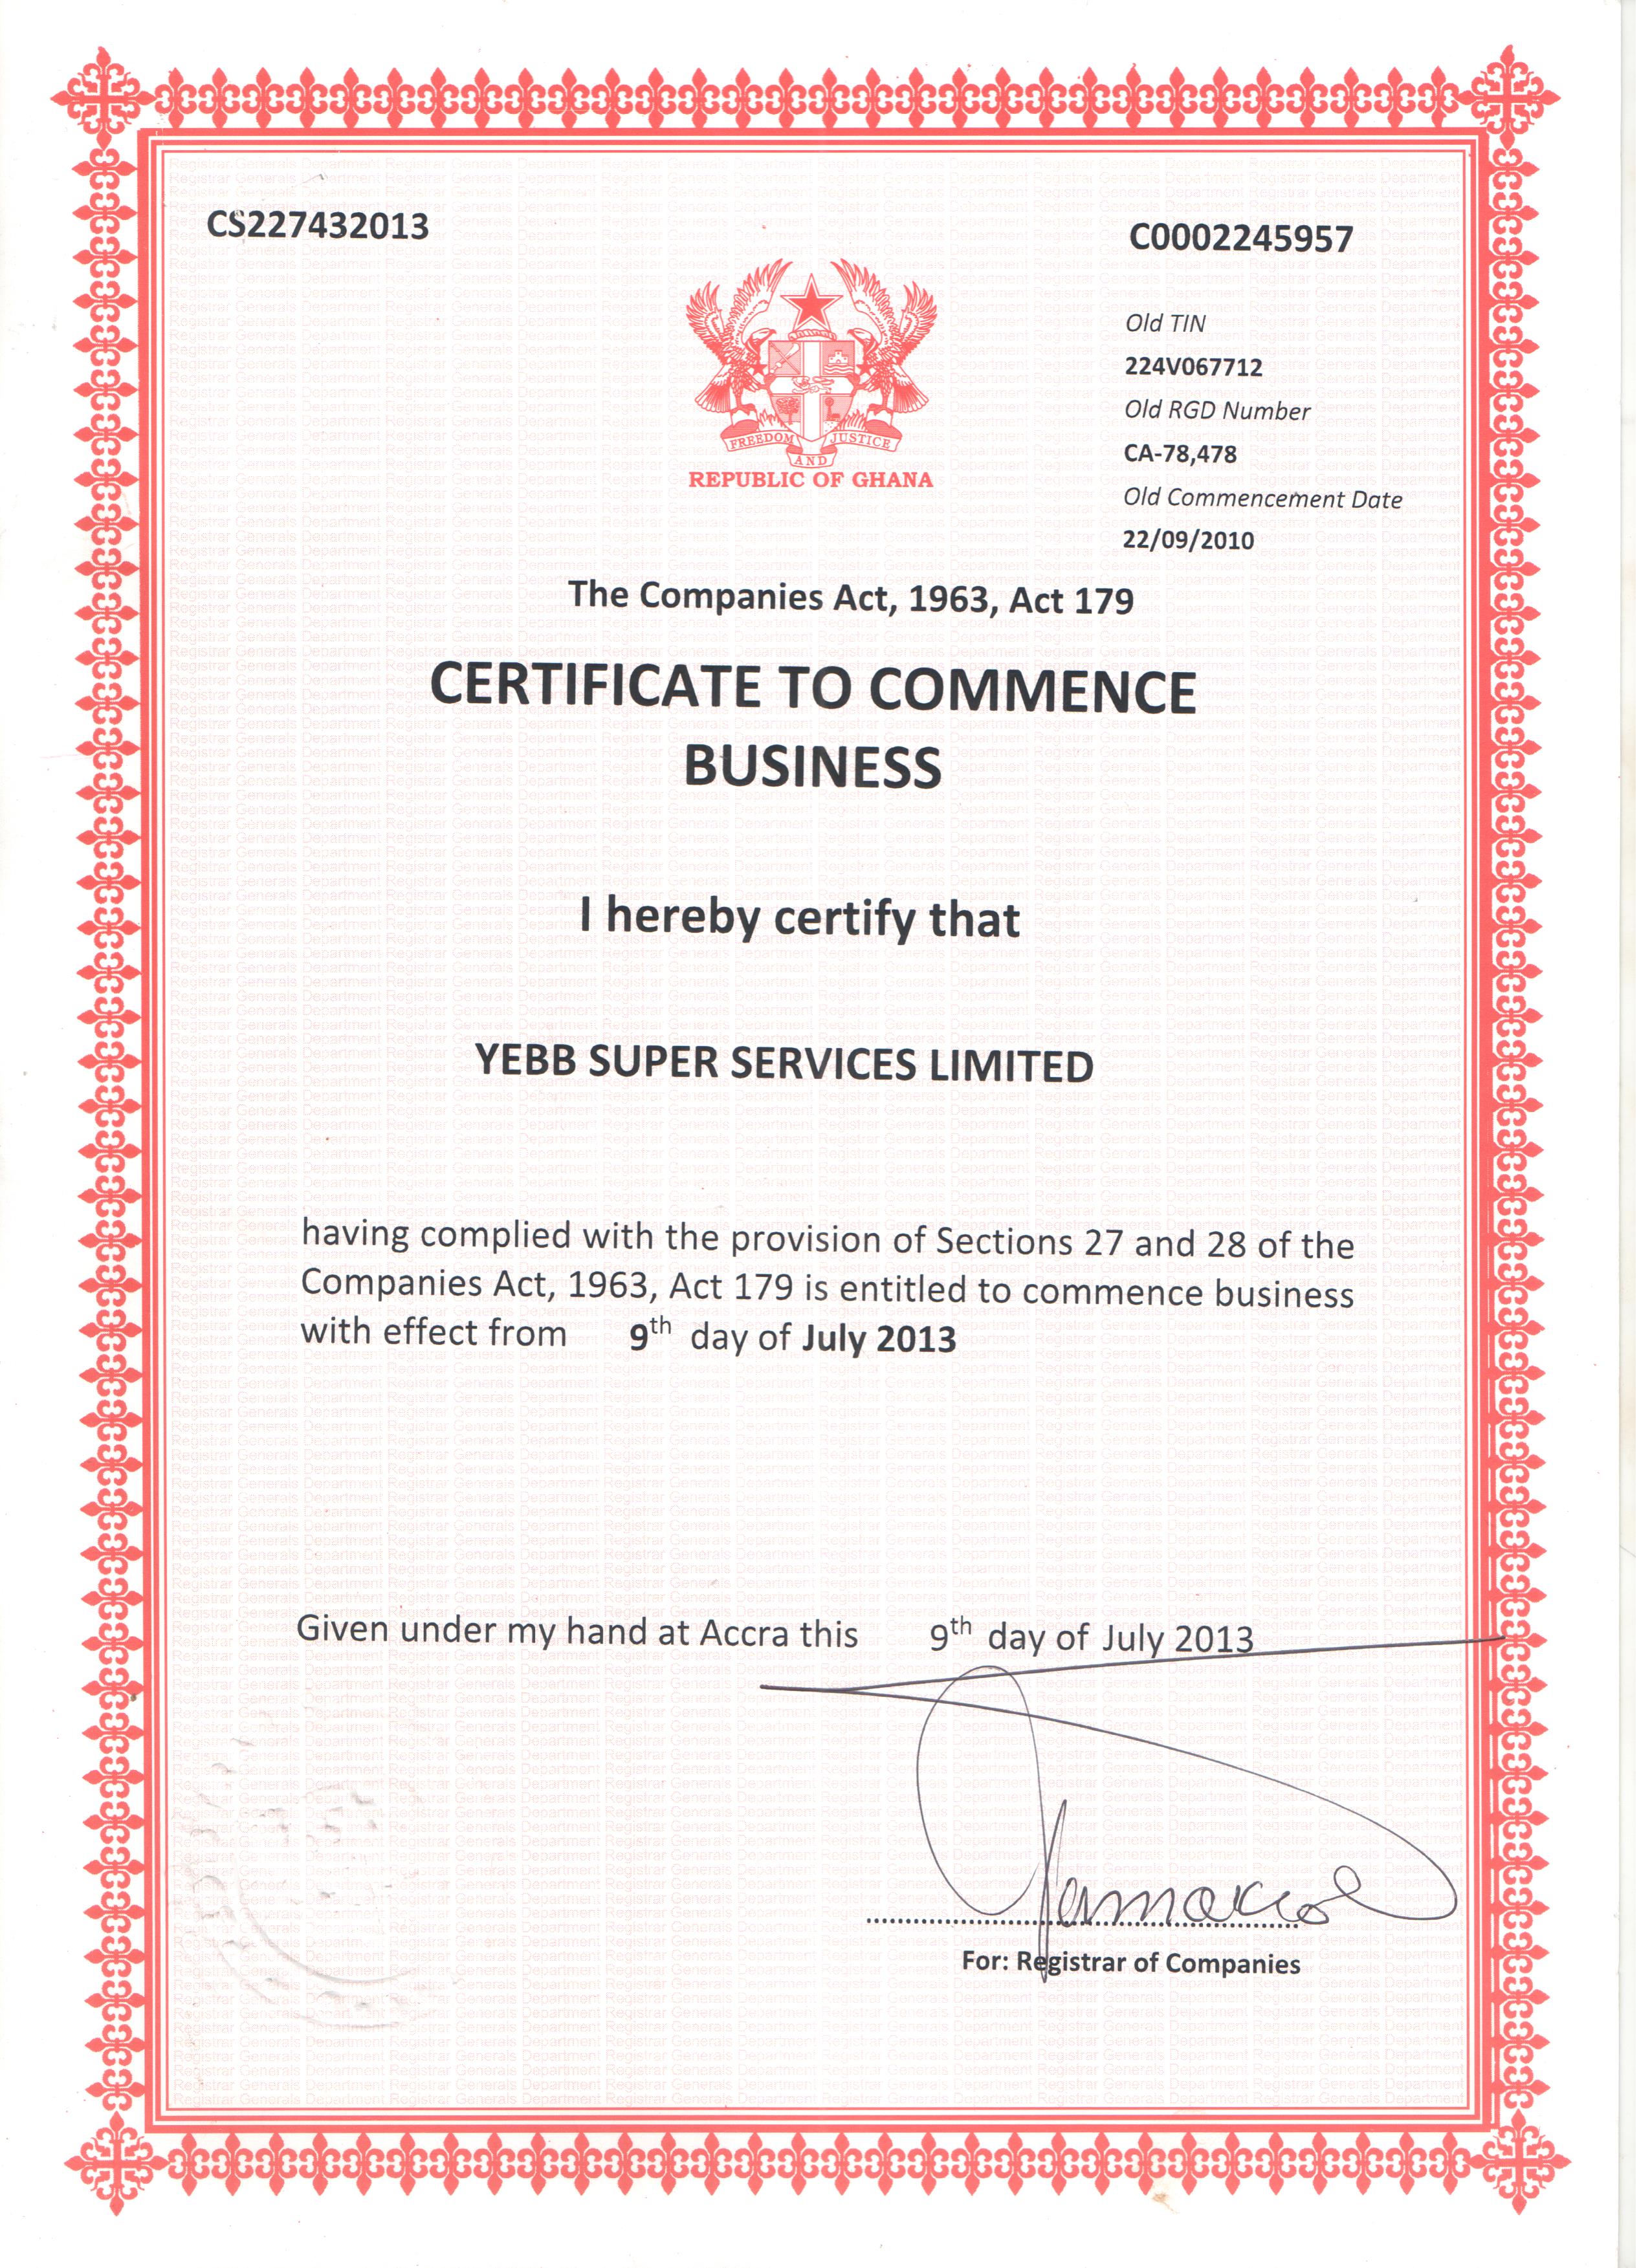 CS227432013
C0002245957
Old TIN
224V067712
Old RGD Number
CA-78,478
Old Commencement Date
22/09/2010
FREEDOM AND JUSTICE
REPUBLIC OF GHANA
The Companies Act, 1963, Act 179
CERTIFICATE TO COMMENCE
BUSINESS
I hereby certify that
YEBB SUPER SERVICES LIMITED
having complied with the provision of Sections 27 and 28 of the
Companies Act, 1963, Act 179 is entitled to commence business
with effect from 9th day of July 2013
Given under my hand at Accra this 9th day of July 2013
For: Registrar of Companies